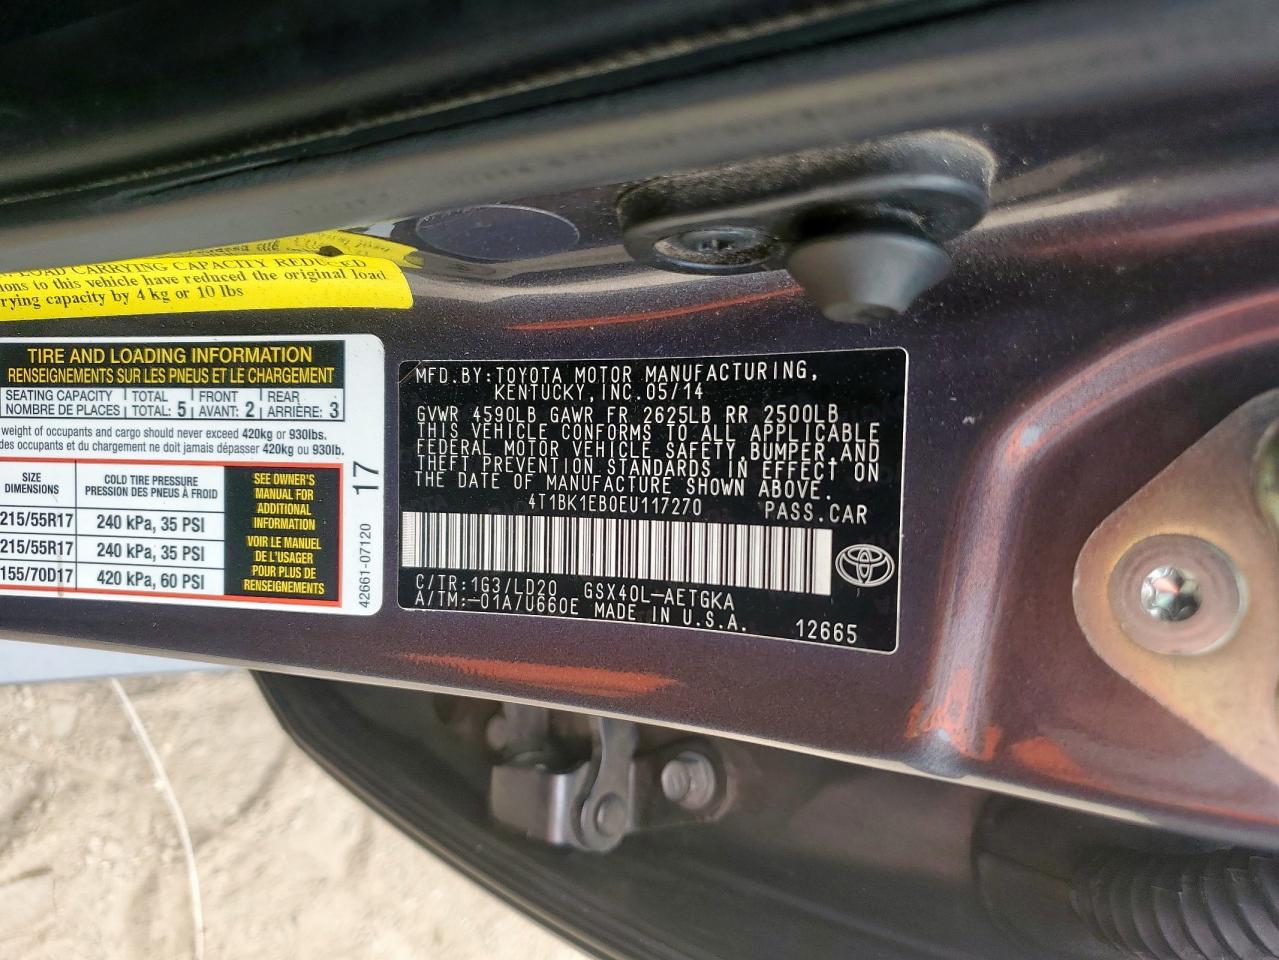 LOAD CARRYING CAPACITY REDUCED
ions to this vehicle have reduced the original load
rying capacity by 4 kg or 10 lbs
TIRE AND LOADING INFORMATION
RENSEIGNEMENTS SUR LES PNEUS ET LE CHARGEMENT
SEATING CAPACITY TOTAL FRONT REAR
NOMBRE DE PLACES TOTAL: 5 AVANT: 2 ARRIÈRE: 3
weight of occupants and cargo should never exceed 420kg or 930lbs.
des occupants et du chargement ne doit jamais dépasser 420kg ou 930lb.
SIZE COLD TIRE PRESSURE
DIMENSIONS PRESSION DES PNEUS À FROID
215/55R17 240 kPa, 35 PSI
215/55R17 240 kPa, 35 PSI
155/70D17 420 kPa, 60 PSI
SEE OWNER'S
MANUAL FOR
ADDITIONAL
INFORMATION
VOIR LE MANUEL
DE L'USAGER
POUR PLUS DE
RENSEIGNEMENTS
17
42661-07120
MFD.BY:TOYOTA MOTOR MANUFACTURING,
KENTUCKY,INC.05/14
GVWR 4590LB GAWR FR 2625LB RR 2500LB
THIS VEHICLE CONFORMS TO ALL APPLICABLE
FEDERAL MOTOR VEHICLE SAFETY,BUMPER,AND
THEFT PREVENTION STANDARDS IN EFFECT ON
THE DATE OF MANUFACTURE SHOWN ABOVE.
4T1BK1EB0EU117270 PASS.CAR
C/TR:1G3/LD20 GSX40L-AETGKA
A/TM:-01A/U660E MADE IN U.S.A.
12665